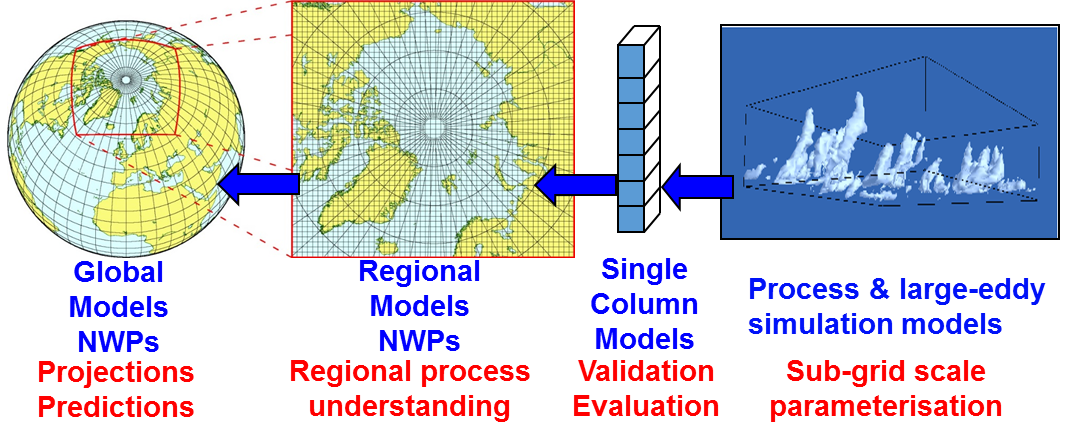 Global
Models
NWPs
Projections
Predictions
Regional
Models
NWPs
Regional process
understanding
Single
Column
Models
Validation
Evaluation
Process & large-eddy
simulation models
Sub-grid scale
parameterisation